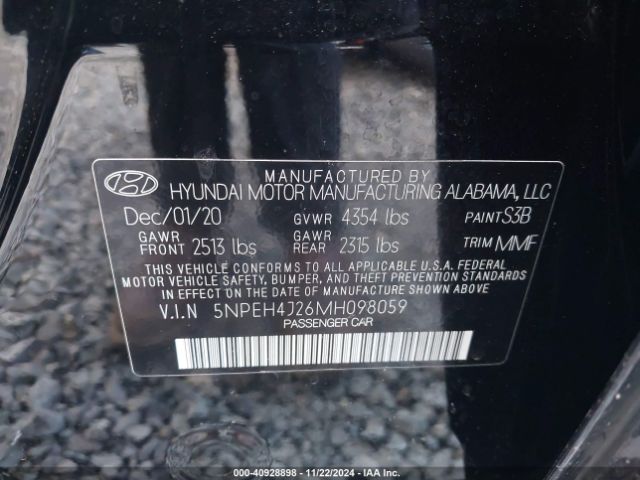 MANUFACTURED BY
HYUNDAI MOTOR MANUFACTURING ALABAMA, LLC
Dec/01/20 GVWR 4354 lbs PAINT S3B
GAWR FRONT 2513 lbs GAWR REAR 2315 lbs TRIM MMF
THIS VEHICLE CONFORMS TO ALL APPLICABLE U.S.A. FEDERAL
MOTOR VEHICLE SAFETY, BUMPER, AND THEFT PREVENTION STANDARDS
IN EFFECT ON THE DATE OF MANUFACTURE SHOWN ABOVE
V.I.N 5NPEH4J26MH098059
PASSENGER CAR
000-40928898 - 11/22/2024 - IAA Inc.